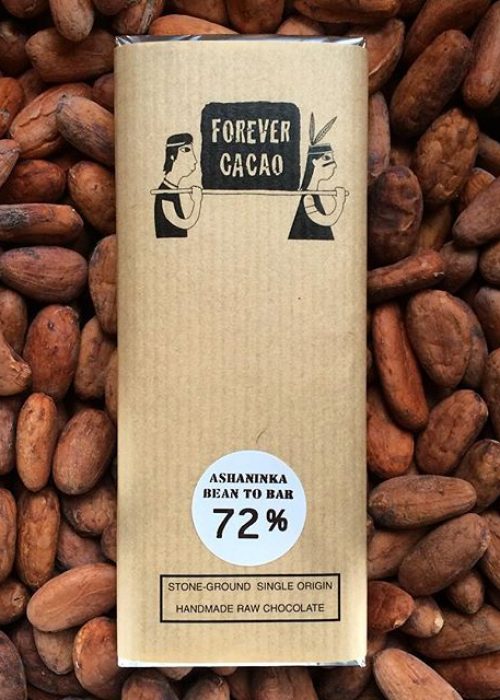 FOREVER
CACAO
ASHANINKA
BEAN TO BAR
72%
STONE-GROUND SINGLE ORIGIN
HANDMADE RAW CHOCOLATE